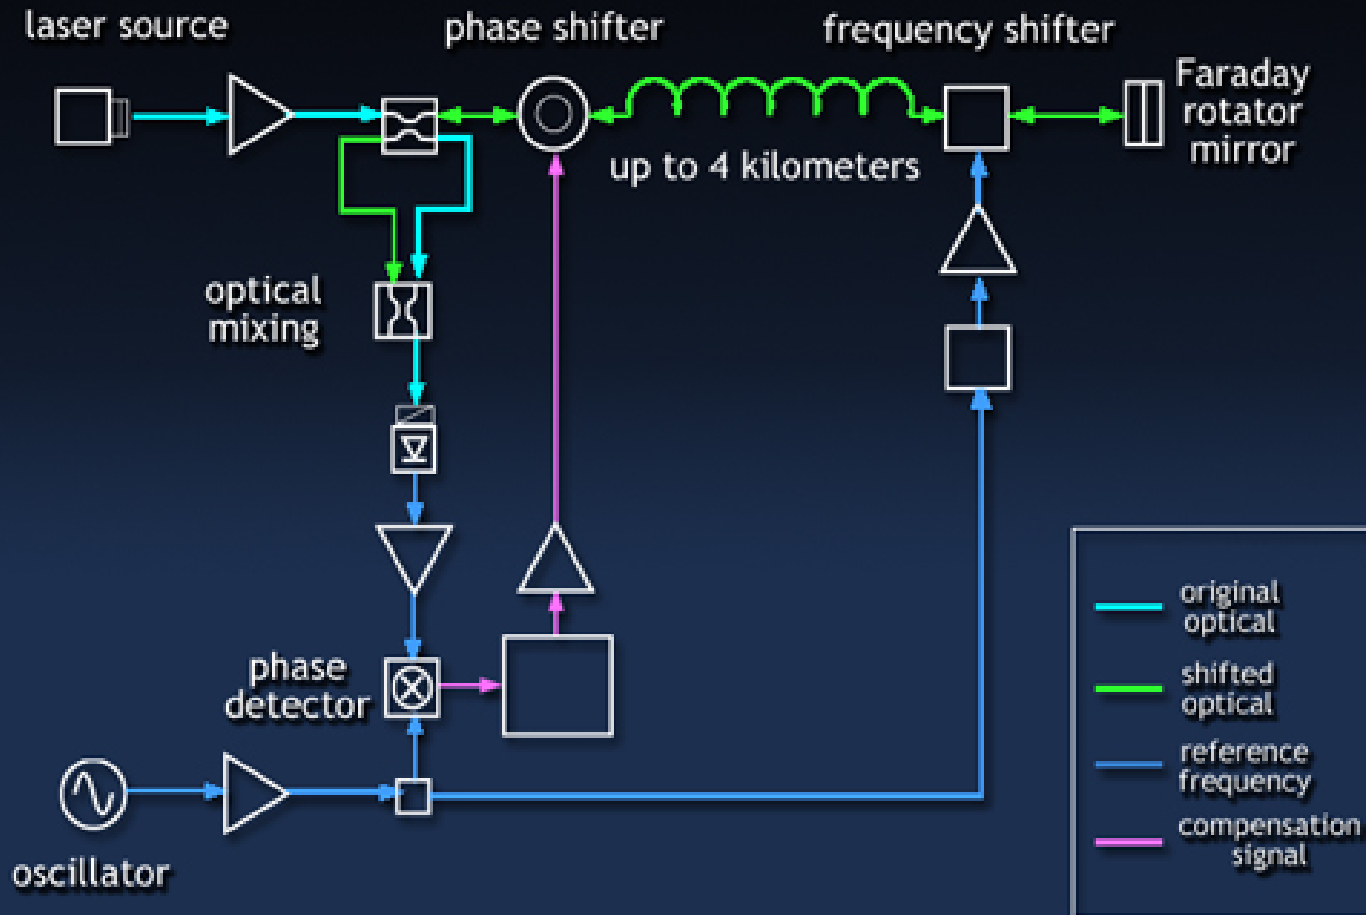 laser source
phase shifter
frequency shifter
Faraday
rotator
mirror
up to 4 kilometers
optical
mixing
phase
detector
oscillator
original
optical
shifted
optical
reference
frequency
compensation
signal